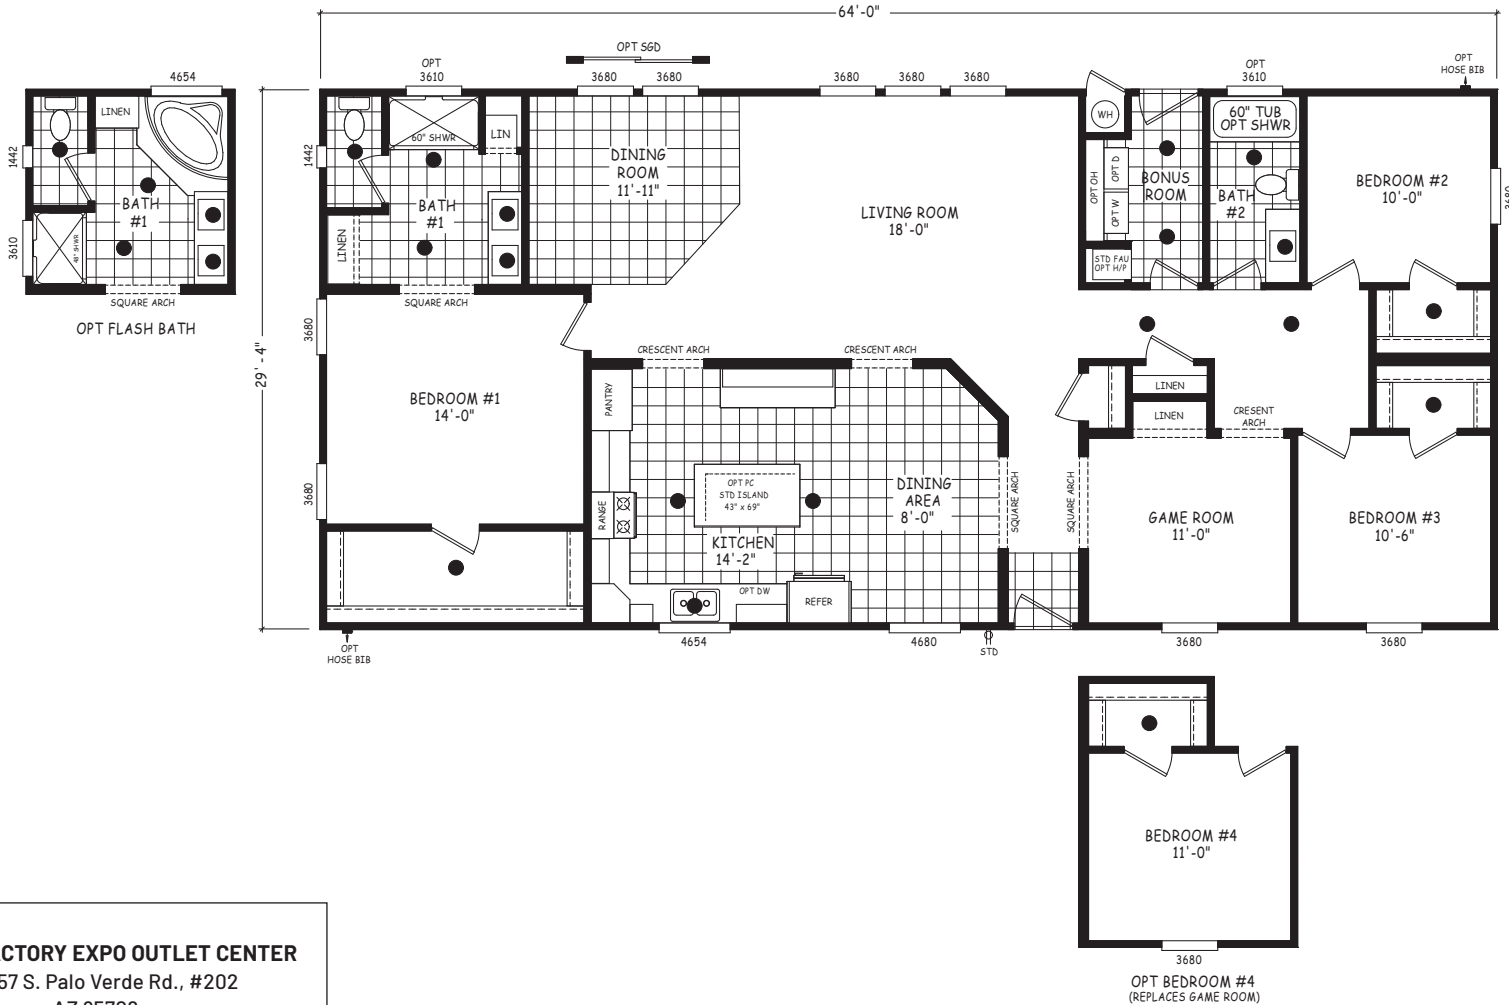 64'-0"
OPT SGD
OPT
3610
3680
3680
3680
3680
3680
OPT
3610
OPT
HOSE BIB
4654
LINEN
1442
BATH
#1
3610
48" SHWR
SQUARE ARCH
OPT FLASH BATH
29'-4"
1442
60" SHWR
LIN
BATH
#1
LINEN
SQUARE ARCH
DINING
ROOM
11'-11"
LIVING ROOM
18'-0"
WH
OPT OH
OPT D
OPT W
BONUS
ROOM
STD FAU
OPT H/P
60" TUB
OPT SHWR
BATH
#2
BEDROOM #2
10'-0"
3680
3680
BEDROOM #1
14'-0"
3680
CRESCENT ARCH
CRESCENT ARCH
PANTRY
RANGE
OPT PC
STD ISLAND
43" x 69"
KITCHEN
14'-2"
DINING
AREA
8'-0"
OPT DW
REFER
SQUARE ARCH
SQUARE ARCH
LINEN
LINEN
CRESENT
ARCH
GAME ROOM
11'-0"
BEDROOM #3
10'-6"
OPT
HOSE BIB
4654
4680
STD
3680
3680
BEDROOM #4
11'-0"
3680
OPT BEDROOM #4
(REPLACES GAME ROOM)
CTORY EXPO OUTLET CENTER
57 S. Palo Verde Rd., #202